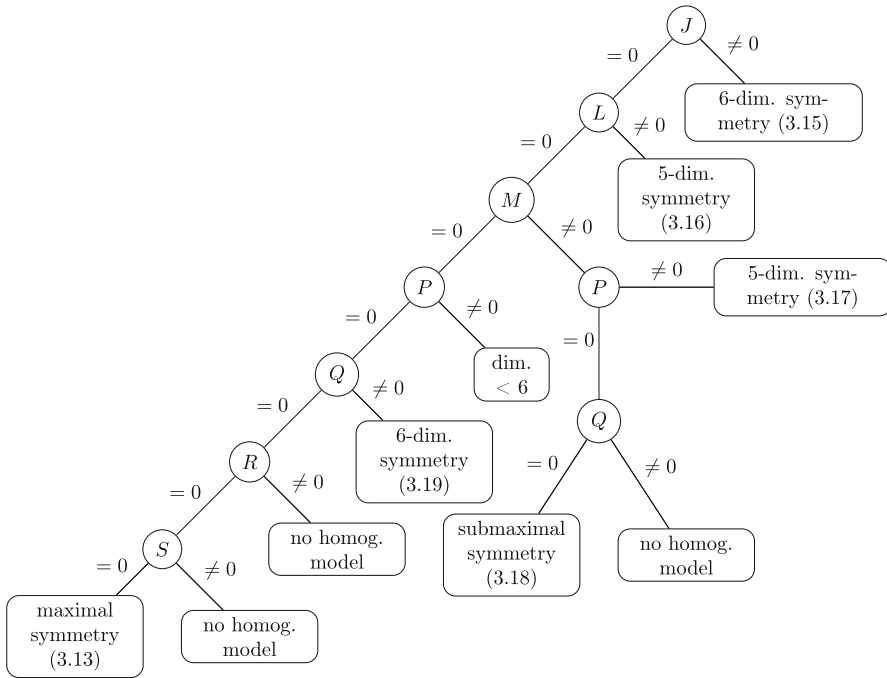 J
= 0
≠ 0
6-dim. sym-
metry (3.15)
L
= 0
≠ 0
5-dim.
symmetry
(3.16)
M
= 0
≠ 0
P
= 0
≠ 0
dim.
< 6
P
≠ 0
5-dim. sym-
metry (3.17)
= 0
Q
= 0
≠ 0
6-dim.
symmetry
(3.19)
Q
= 0
≠ 0
submaximal
symmetry
(3.18)
no homog.
model
R
= 0
≠ 0
no homog.
model
S
= 0
≠ 0
maximal
symmetry
(3.13)
no homog.
model